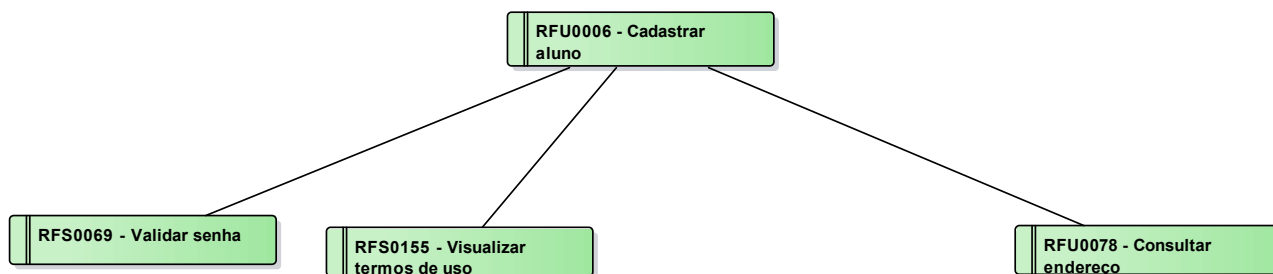 RFU0006 - Cadastrar
aluno
RFS0069 - Validar senha
RFS0155 - Visualizar
termos de uso
RFU0078 - Consultar
endereco